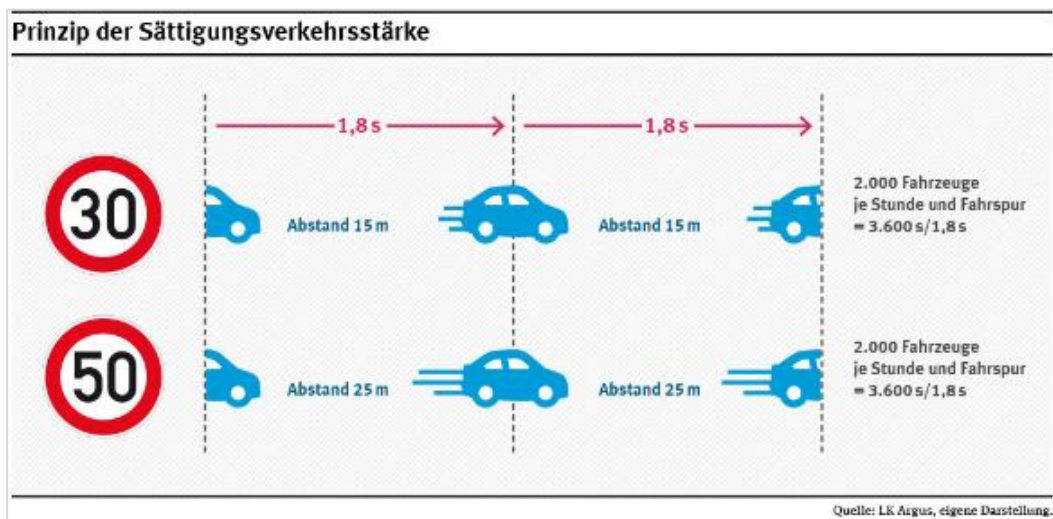 Prinzip der Sättigungsverkehrsstärke
1,8 s
1,8 s
30
Abstand 15 m
Abstand 15 m
2.000 Fahrzeuge
je Stunde und Fahrspur
= 3.600 s/1,8 s
50
Abstand 25 m
Abstand 25 m
2.000 Fahrzeuge
je Stunde und Fahrspur
= 3.600 s/1,8 s
Quelle: LK Argus, eigene Darstellung.